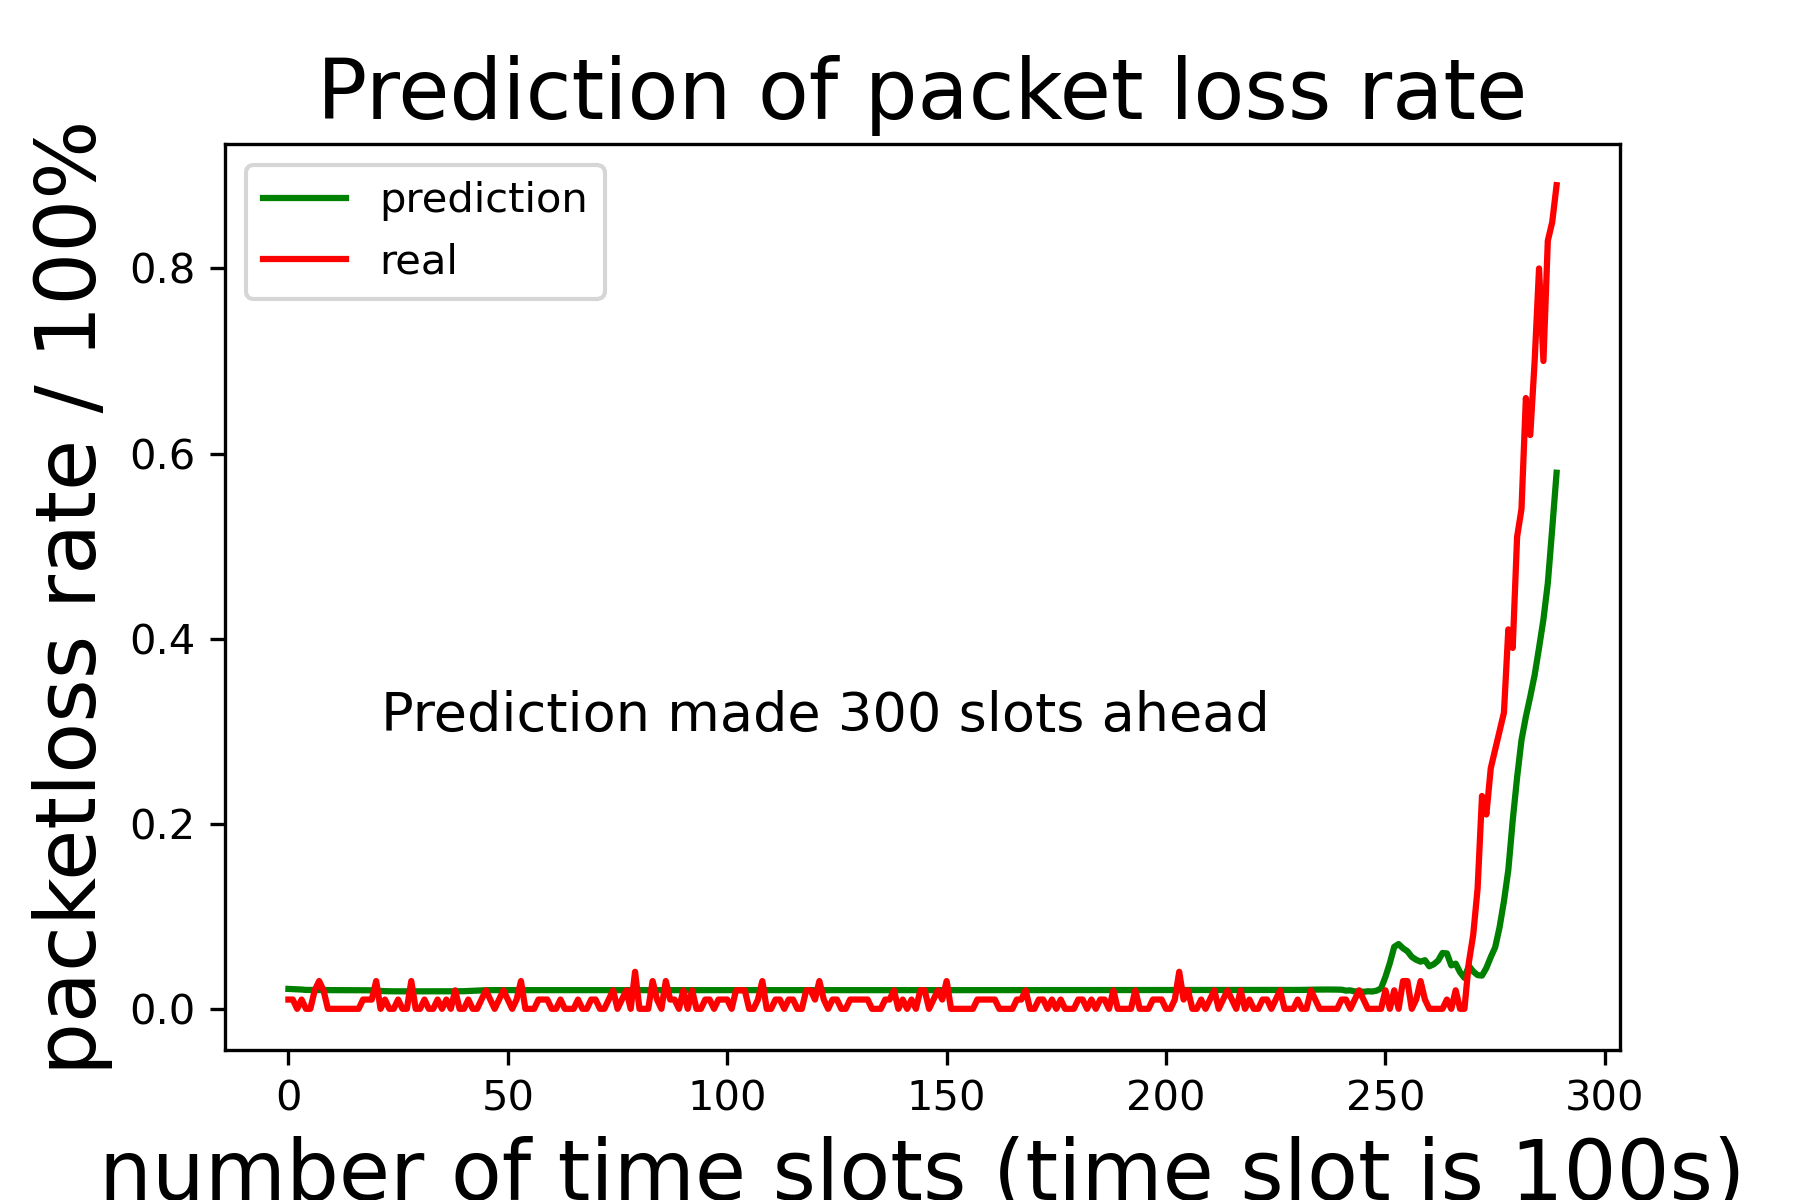 Prediction of packet loss rate
packetloss rate / 100%
prediction
real
0.8
0.6
0.4
0.2
0.0
Prediction made 300 slots ahead
0 50 100 150 200 250 300
number of time slots (time slot is 100s)